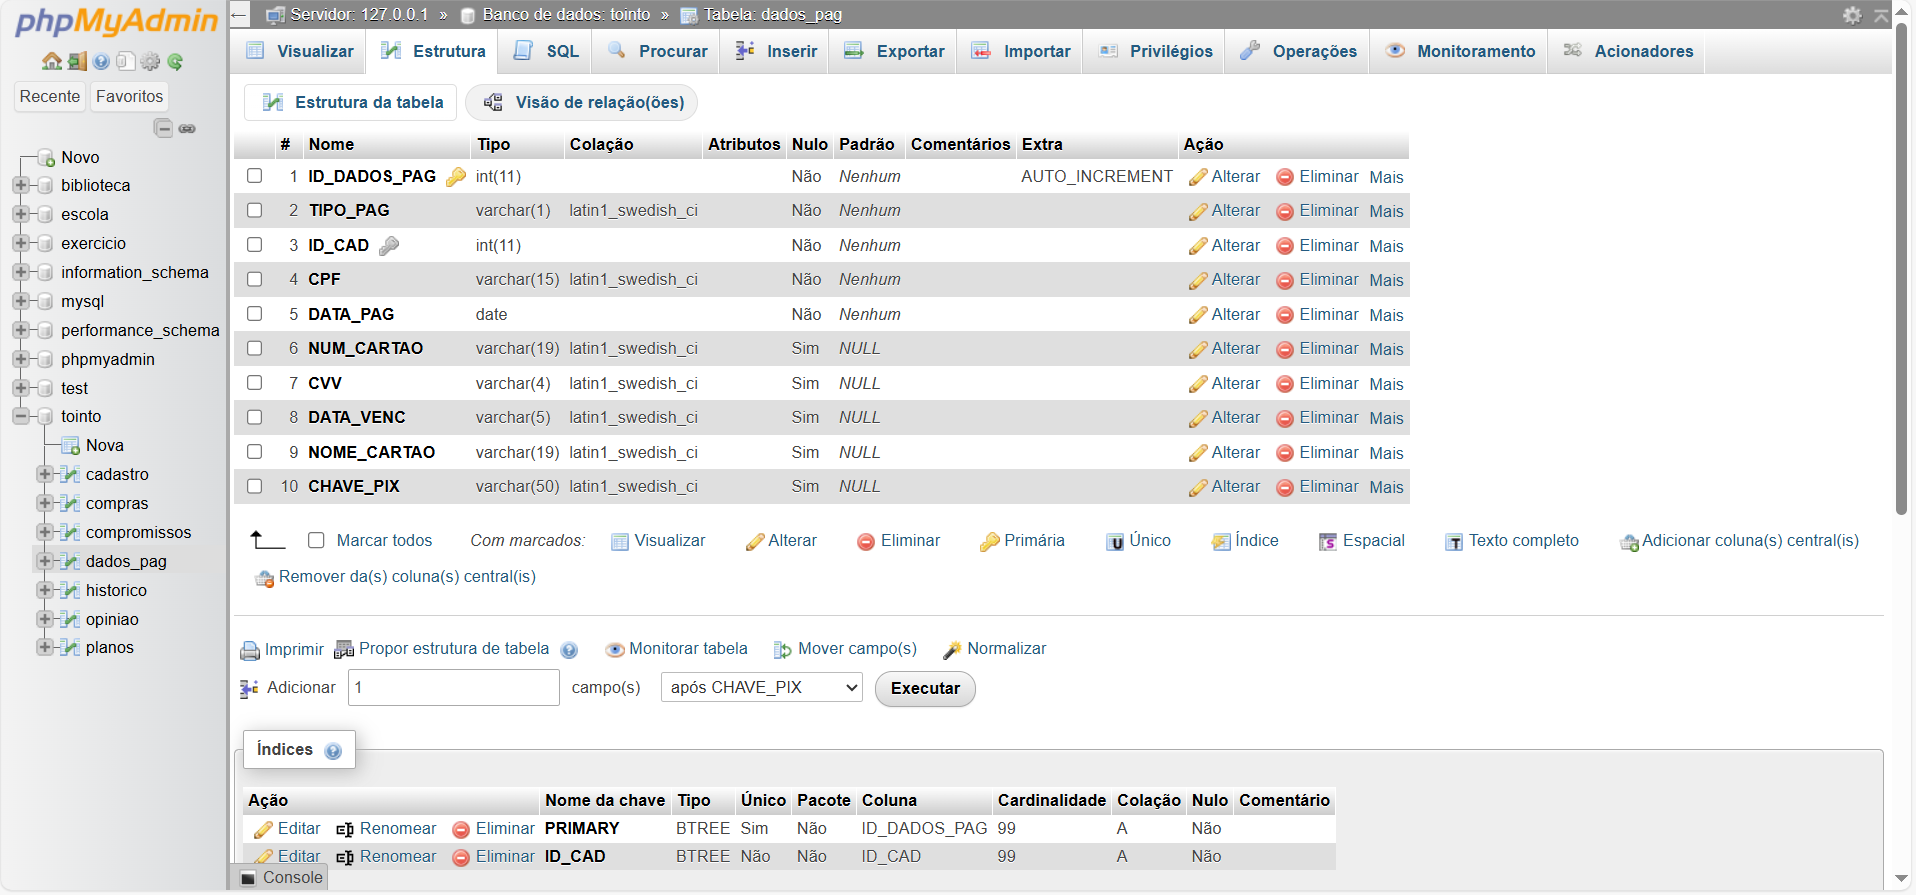 phpMyAdmin
Recente Favoritos
Novo
biblioteca
escola
exercicio
information_schema
mysql
performance_schema
phpmyadmin
test
tointo
Nova
cadastro
compras
compromissos
dados_pag
historico
opiniao
planos
← Servidor: 127.0.0.1 » Banco de dados: tointo » Tabela: dados_pag
Visualizar Estrutura SQL Procurar Inserir Exportar Importar Privilégios Operações Monitoramento Acionadores
Estrutura da tabela Visão de relação(ões)
# Nome Tipo Colação Atributos Nulo Padrão Comentários Extra Ação
1 ID_DADOS_PAG int(11) Não Nenhum AUTO_INCREMENT Alterar Eliminar Mais
2 TIPO_PAG varchar(1) latin1_swedish_ci Não Nenhum Alterar Eliminar Mais
3 ID_CAD int(11) Não Nenhum Alterar Eliminar Mais
4 CPF varchar(15) latin1_swedish_ci Não Nenhum Alterar Eliminar Mais
5 DATA_PAG date Não Nenhum Alterar Eliminar Mais
6 NUM_CARTAO varchar(19) latin1_swedish_ci Sim NULL Alterar Eliminar Mais
7 CVV varchar(4) latin1_swedish_ci Sim NULL Alterar Eliminar Mais
8 DATA_VENC varchar(5) latin1_swedish_ci Sim NULL Alterar Eliminar Mais
9 NOME_CARTAO varchar(19) latin1_swedish_ci Sim NULL Alterar Eliminar Mais
10 CHAVE_PIX varchar(50) latin1_swedish_ci Sim NULL Alterar Eliminar Mais
Marcar todos Com marcados: Visualizar Alterar Eliminar Primária Único Índice Espacial Texto completo Adicionar coluna(s) central(is)
Remover da(s) coluna(s) central(is)
Imprimir Propor estrutura de tabela Monitorar tabela Mover campo(s) Normalizar
Adicionar 1 campo(s) após CHAVE_PIX Executar
Índices
Ação Nome da chave Tipo Único Pacote Coluna Cardinalidade Colação Nulo Comentário
Editar Renomear Eliminar PRIMARY BTREE Sim Não ID_DADOS_PAG 99 A Não
Editar Renomear Eliminar ID_CAD BTREE Não Não ID_CAD 99 A Não
Console